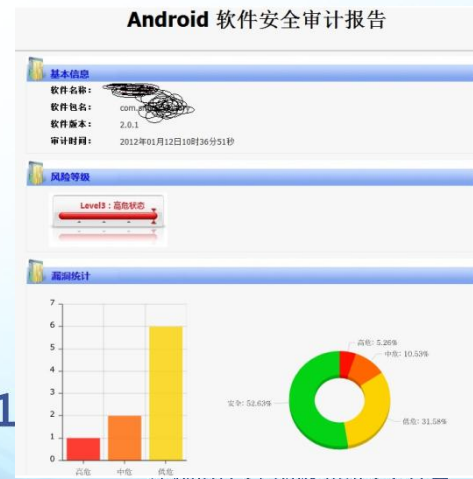 Android 软件安全审计报告
基本信息
软件名称：
软件包名： com.
软件版本： 2.0.1
审计时间： 2012年01月12日10时36分51秒
风险等级
Level3：高危状态
漏洞统计
7
6
5
4
3
2
1
0
高危 中危 低危
高危: 5.26%
中危: 10.53%
安全: 52.63%
低危: 31.58%
1